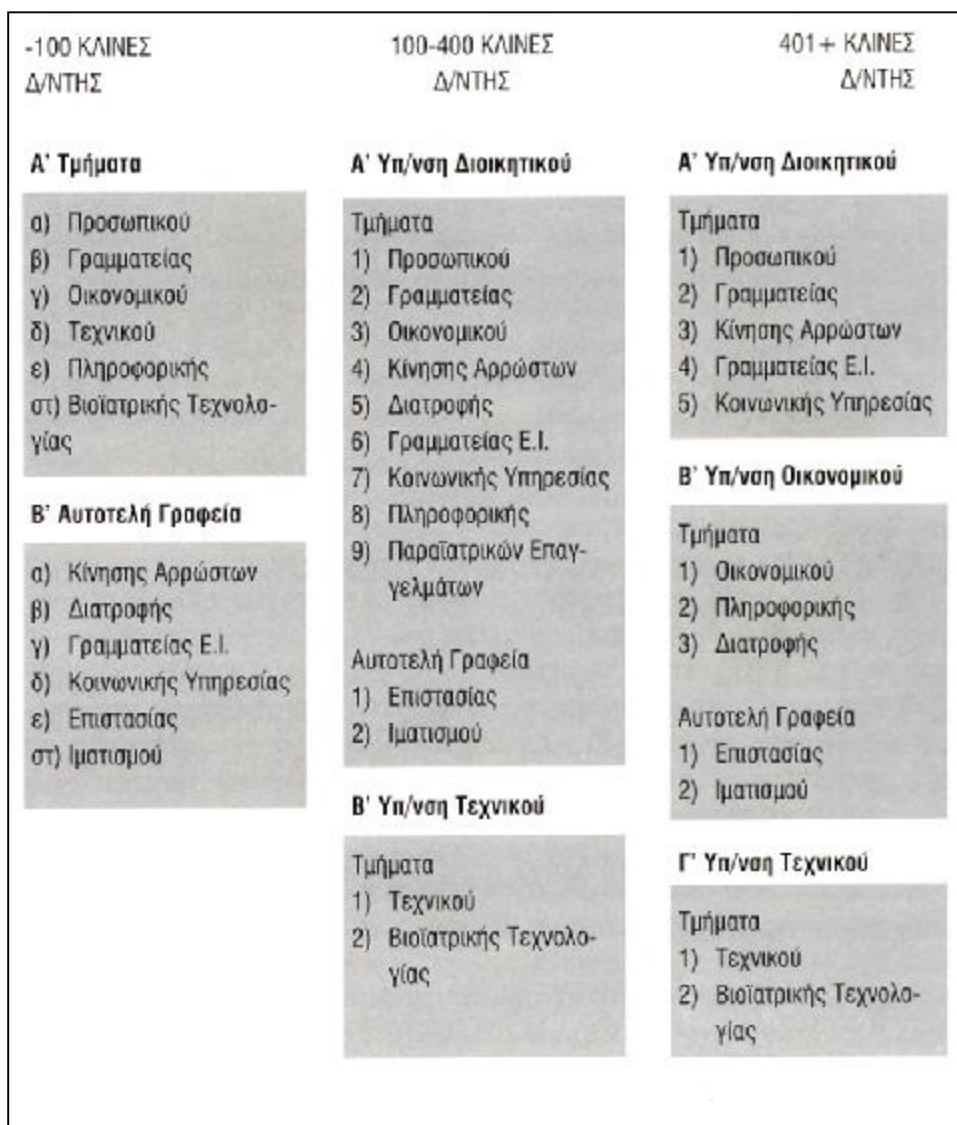 -100 ΚΛΙΝΕΣ
Δ/ΝΤΗΣ
Α' Τμήματα
α) Προσωπικού
β) Γραμματείας
γ) Οικονομικού
δ) Τεχνικού
ε) Πληροφορικής
στ) Βιοϊατρικής Τεχνολο-
γίας
Β' Αυτοτελή Γραφεία
α) Κίνησης Αρρώστων
β) Διατροφής
γ) Γραμματείας Ε.Ι.
δ) Κοινωνικής Υπηρεσίας
ε) Επιστασίας
στ) Ιματισμού
100-400 ΚΛΙΝΕΣ
Δ/ΝΤΗΣ
Α' Υπ/νση Διοικητικού
Τμήματα
1) Προσωπικού
2) Γραμματείας
3) Οικονομικού
4) Κίνησης Αρρώστων
5) Διατροφής
6) Γραμματείας Ε.Ι.
7) Κοινωνικής Υπηρεσίας
8) Πληροφορικής
9) Παραϊατρικών Επαγ-
γελμάτων
Αυτοτελή Γραφεία
1) Επιστασίας
2) Ιματισμού
Β' Υπ/νση Τεχνικού
Τμήματα
1) Τεχνικού
2) Βιοϊατρικής Τεχνολο-
γίας
401+ ΚΛΙΝΕΣ
Δ/ΝΤΗΣ
Α' Υπ/νση Διοικητικού
Τμήματα
1) Προσωπικού
2) Γραμματείας
3) Κίνησης Αρρώστων
4) Γραμματείας Ε.Ι.
5) Κοινωνικής Υπηρεσίας
Β' Υπ/νση Οικονομικού
Τμήματα
1) Οικονομικού
2) Πληροφορικής
3) Διατροφής
Αυτοτελή Γραφεία
1) Επιστασίας
2) Ιματισμού
Γ' Υπ/νση Τεχνικού
Τμήματα
1) Τεχνικού
2) Βιοϊατρικής Τεχνολο-
γίας